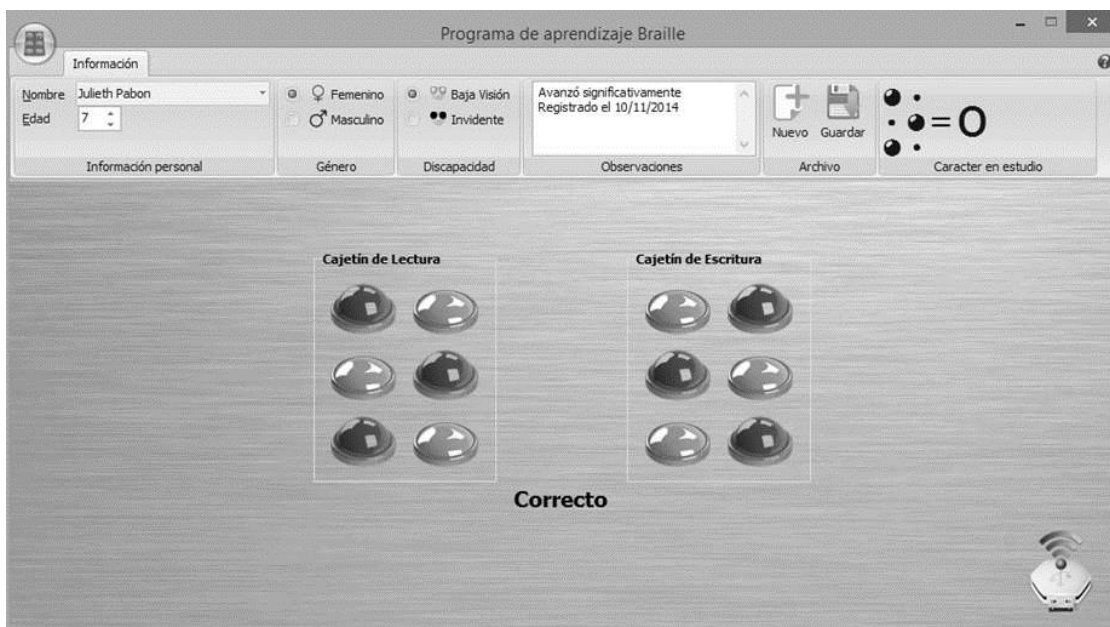 Programa de aprendizaje Braille
Información
Nombre Julieth Pabon
Edad 7
Información personal
Femenino
Masculino
Género
Baja Visión
Invidente
Discapacidad
Avanzó significativamente
Registrado el 10/11/2014
Observaciones
Nuevo Guardar
Archivo
= O
Caracter en estudio
Cajetín de Lectura
Cajetín de Escritura
Correcto